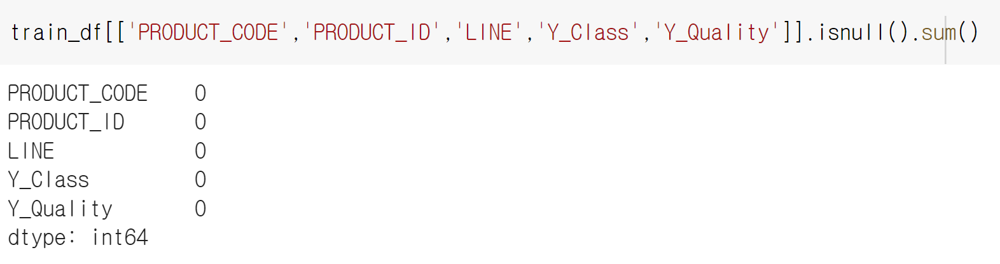 train_df[['PRODUCT_CODE','PRODUCT_ID','LINE','Y_Class','Y_Quality']].isnull().sum()
PRODUCT_CODE    0
PRODUCT_ID      0
LINE            0
Y_Class         0
Y_Quality       0
dtype: int64